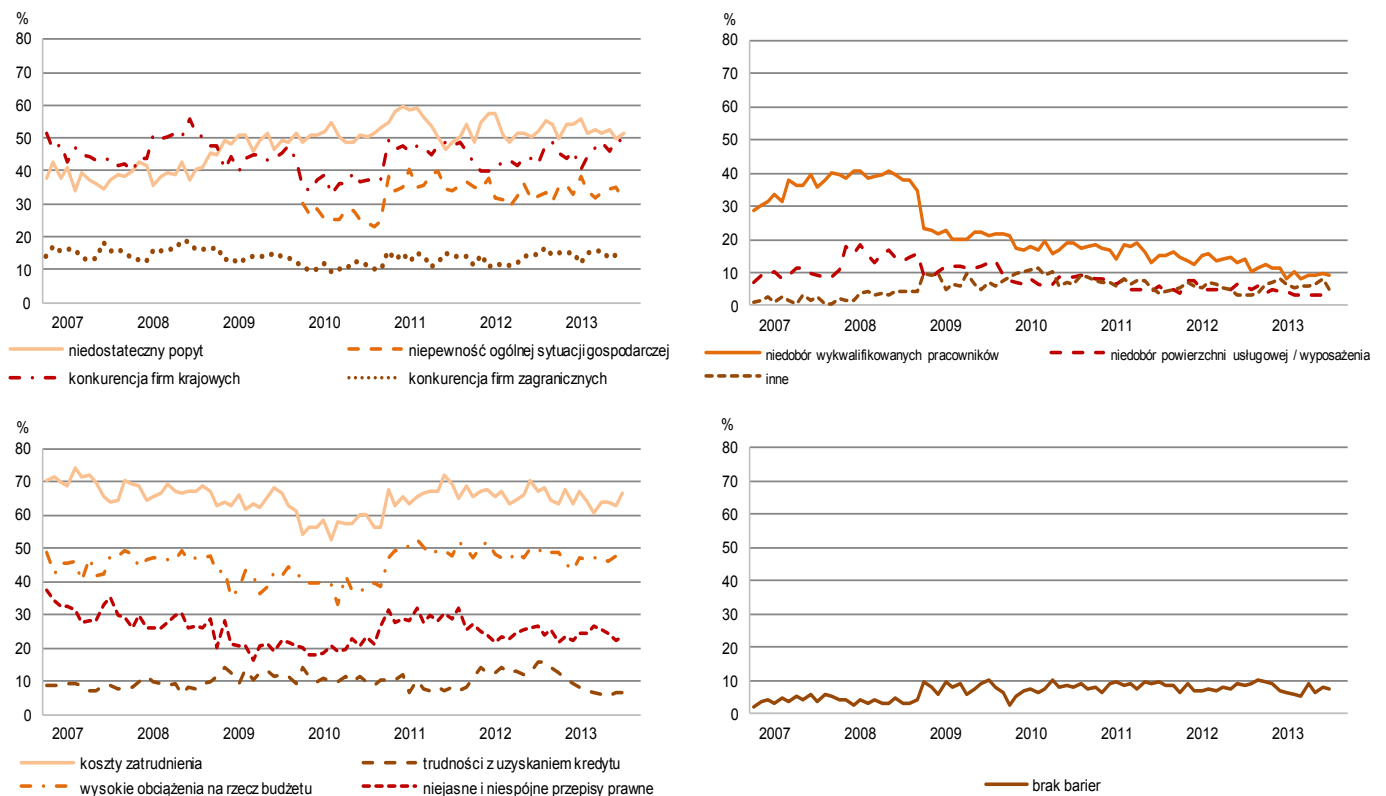 %
80
70
60
50
40
30
20
10
0
2007 2008 2009 2010 2011 2012 2013
niedostateczny popyt
niepewność ogólnej sytuacji gospodarczej
konkurencja firm krajowych
konkurencja firm zagranicznych
%
80
70
60
50
40
30
20
10
0
2007 2008 2009 2010 2011 2012 2013
niedobór wykwalifikowanych pracowników
niedobór powierzchni usługowej / wyposażenia
inne
%
80
70
60
50
40
30
20
10
0
2007 2008 2009 2010 2011 2012 2013
koszty zatrudnienia
trudności z uzyskaniem kredytu
wysokie obciążenia na rzecz budżetu
niejasne i niespójne przepisy prawne
%
80
70
60
50
40
30
20
10
0
2007 2008 2009 2010 2011 2012 2013
brak barier